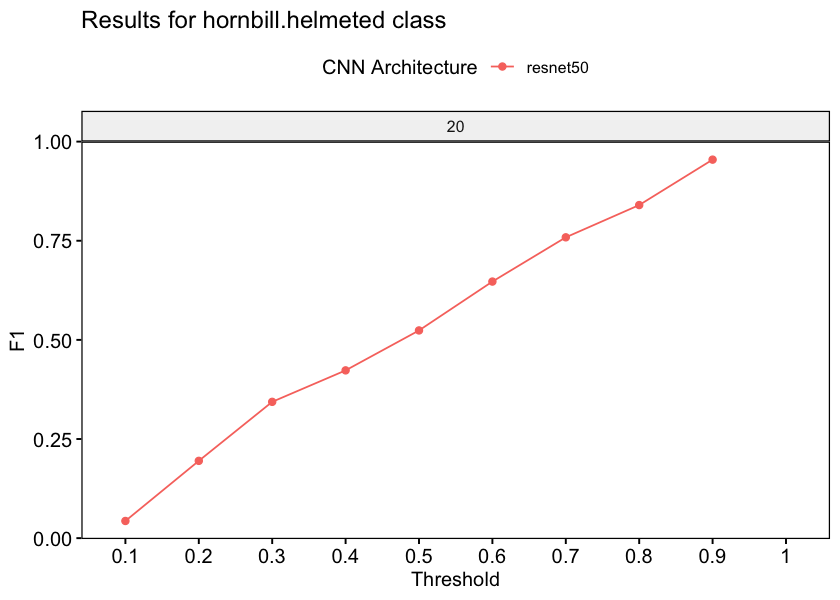 Results for hornbill.helmeted class
CNN Architecture resnet50
20
1.00
0.75
0.50
0.25
0.00
F1
0.1 0.2 0.3 0.4 0.5 0.6 0.7 0.8 0.9 1
Threshold